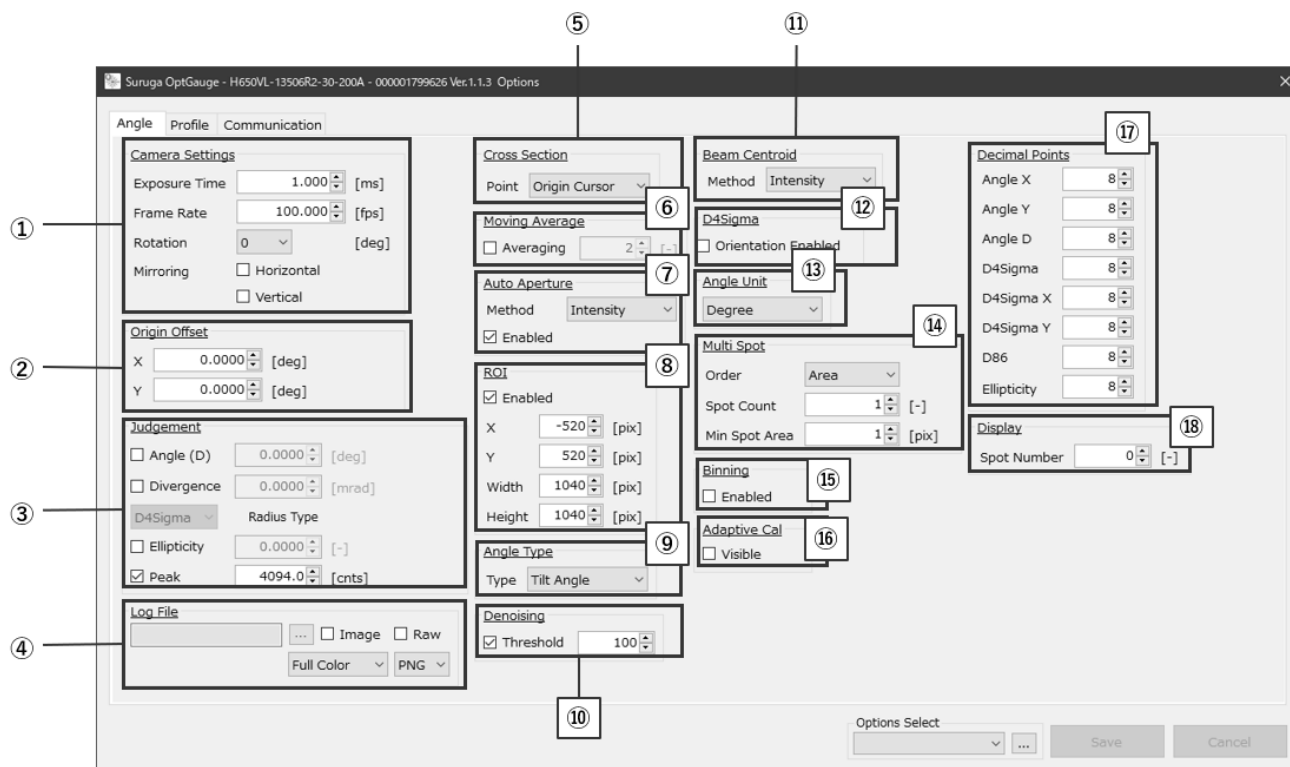 ⑤ ⑪
Suruga OptGauge - H650VL-13506R2-30-200A - 000001799626 Ver.1.1.3 Options
Angle Profile Communication
①
Camera Settings
Exposure Time 1.000 [ms]
Frame Rate 100.000 [fps]
Rotation 0 [deg]
Mirroring Horizontal
Vertical
②
Origin Offset
X 0.0000 [deg]
Y 0.0000 [deg]
③
Judgement
Angle (D) 0.0000 [deg]
Divergence 0.0000 [mrad]
D4Sigma Radius Type
Ellipticity 0.0000 [-]
Peak 4094.0 [cnts]
④
Log File
... Image Raw
Full Color PNG
Cross Section
Point Origin Cursor
⑥
Moving Average
Averaging 2 [-]
⑦
Auto Aperture
Method Intensity
Enabled
⑧
ROI
Enabled
X -520 [pix]
Y 520 [pix]
Width 1040 [pix]
Height 1040 [pix]
⑨
Angle Type
Type Tilt Angle
Denoising
Threshold 100
⑩
Beam Centroid
Method Intensity
⑫
D4Sigma
Orientation Enabled
⑬
Angle Unit
Degree
⑭
Multi Spot
Order Area
Spot Count 1 [-]
Min Spot Area 1 [pix]
⑮
Binning
Enabled
⑯
Adaptive Cal
Visible
⑰
Decimal Points
Angle X 8
Angle Y 8
Angle D 8
D4Sigma 8
D4Sigma X 8
D4Sigma Y 8
D86 8
Ellipticity 8
⑱
Display
Spot Number 0 [-]
Options Select
... Save Cancel